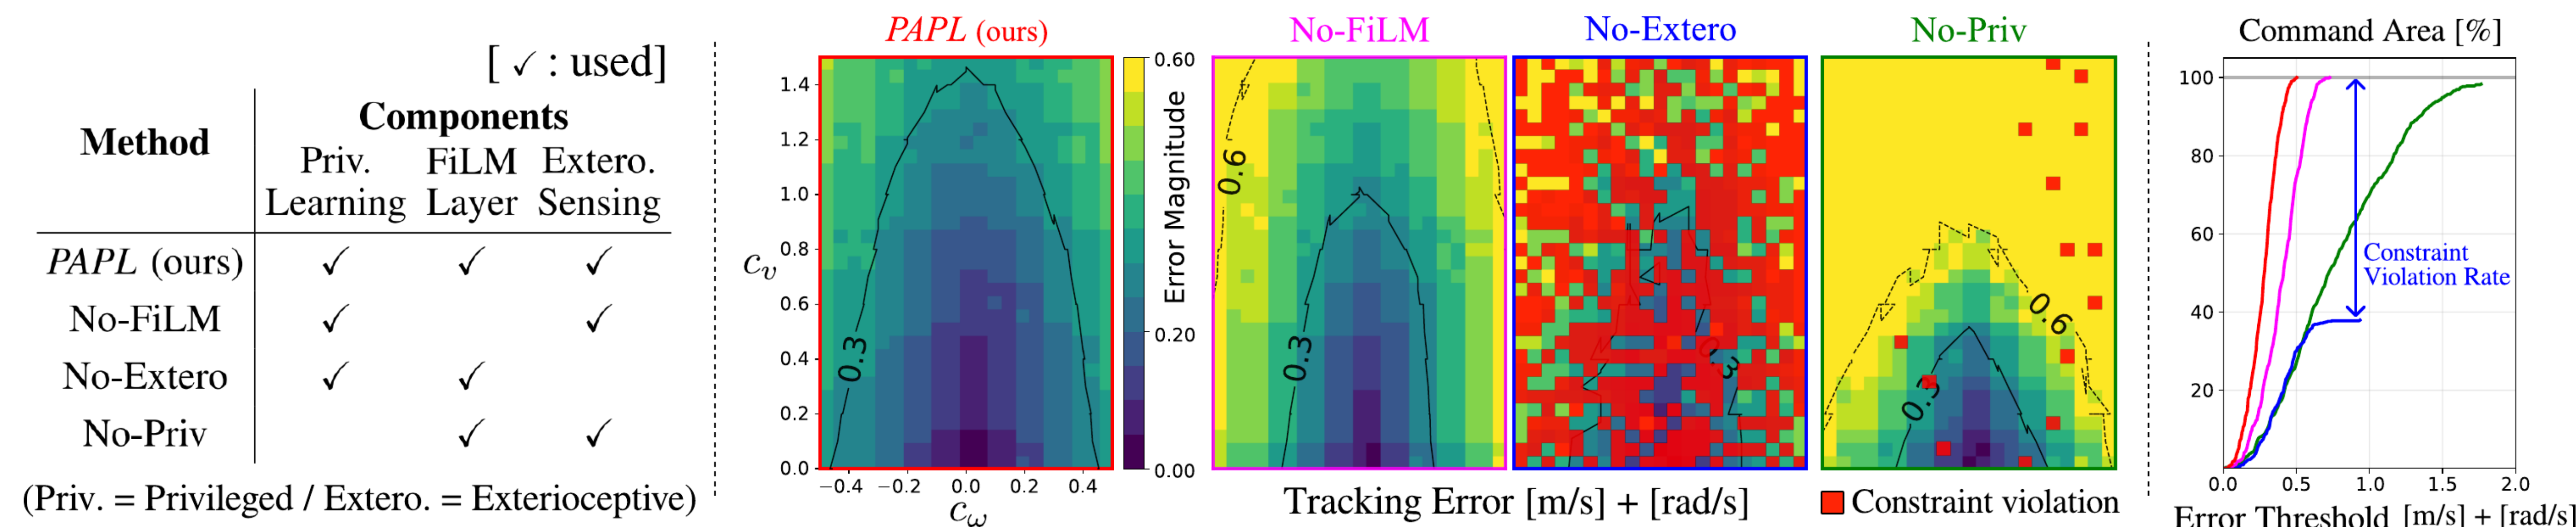 [ ✓ : used]
Method
Components
Priv. Learning
FiLM Layer
Extero. Sensing
PAPL (ours) ✓ ✓ ✓
No-FiLM ✓ ✓
No-Extero ✓ ✓
No-Priv ✓ ✓
(Priv. = Privileged / Extero. = Exteroceptive)
PAPL (ours)
1.4
1.2
1.0
0.8
0.6
0.4
0.2
0.0
c_v
0.3
−0.4 −0.2 0.0 0.2 0.4
c_ω
0.60
0.20
0.00
Error Magnitude
No-FiLM
0.6
0.3
No-Extero
0.3
No-Priv
0.6
0.3
Tracking Error [m/s] + [rad/s]
Constraint violation
Command Area [%]
100
80
60
40
20
Constraint
Violation Rate
0.0 0.5 1.0 1.5 2.0
Error Threshold [m/s] + [rad/s]